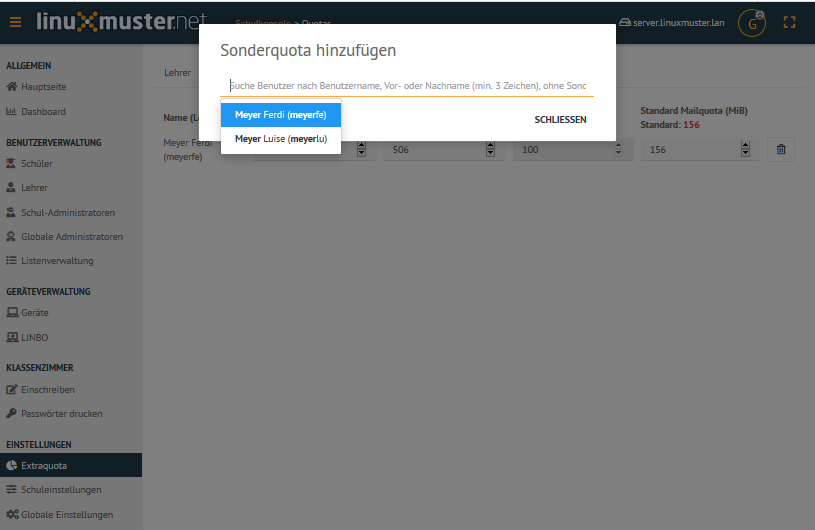 linuxmuster.net
Schulkonsole > Quotas
server.linuxmuster.lan
G
ALLGEMEIN
Hauptseite
Dashboard
BENUTZERVERWALTUNG
Schüler
Lehrer
Schul-Administratoren
Globale Administratoren
Listenverwaltung
GERÄTEVERWALTUNG
Geräte
LINBO
KLASSENZIMMER
Einschreiben
Passwörter drucken
EINSTELLUNGEN
Extraquota
Schuleinstellungen
Globale Einstellungen
Sonderquota hinzufügen
Suche Benutzer nach Benutzername, Vor- oder Nachname (min. 3 Zeichen), ohne Sonc
Meyer Ferdi (meyerfe)
Meyer Luise (meyerlu)
SCHLIESSEN
Lehrer
Name (Lo
Standard Mailquota (MiB)
Standard: 156
Meyer Ferdi
(meyerfe)
506
100
156